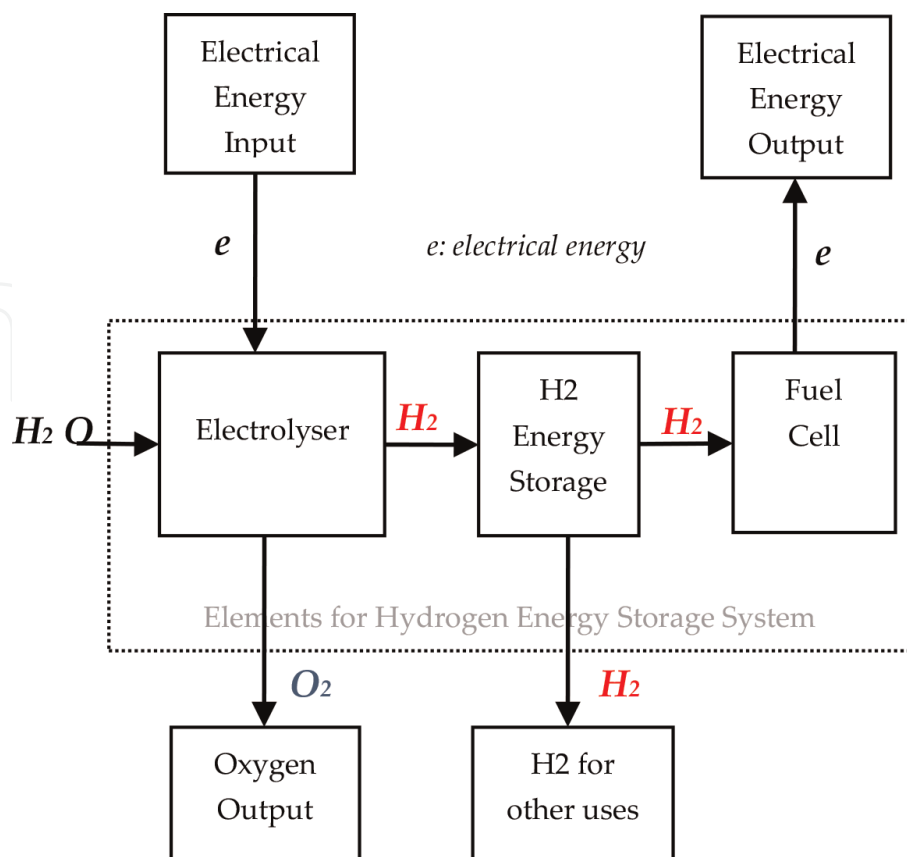 Electrical
Energy
Input
Electrical
Energy
Output
e
e: electrical energy
e
H2 O
Electrolyser
H2
H2
Energy
Storage
H2
Fuel
Cell
Elements for Hydrogen Energy Storage System
O2
H2
Oxygen
Output
H2 for
other uses